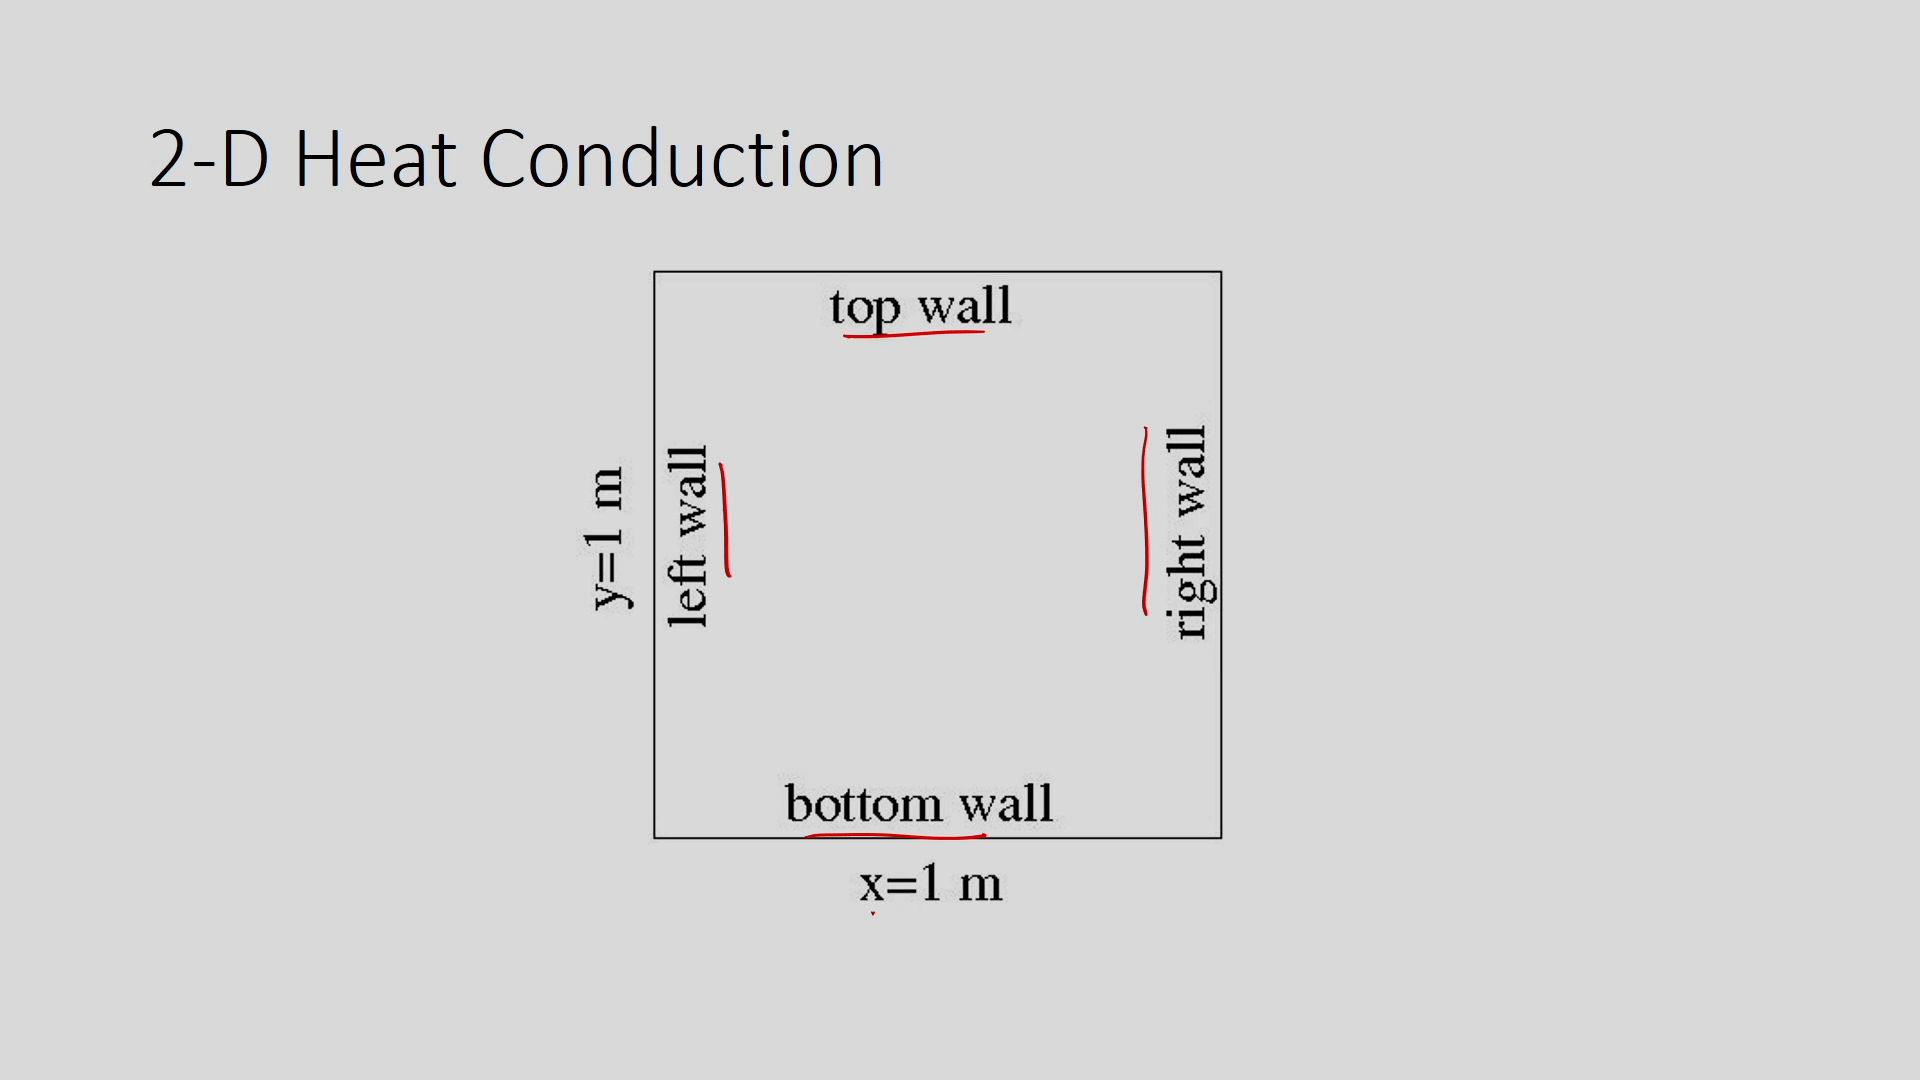 2-D Heat Conduction
top wall
y=1 m
left wall
right wall
bottom wall
x=1 m